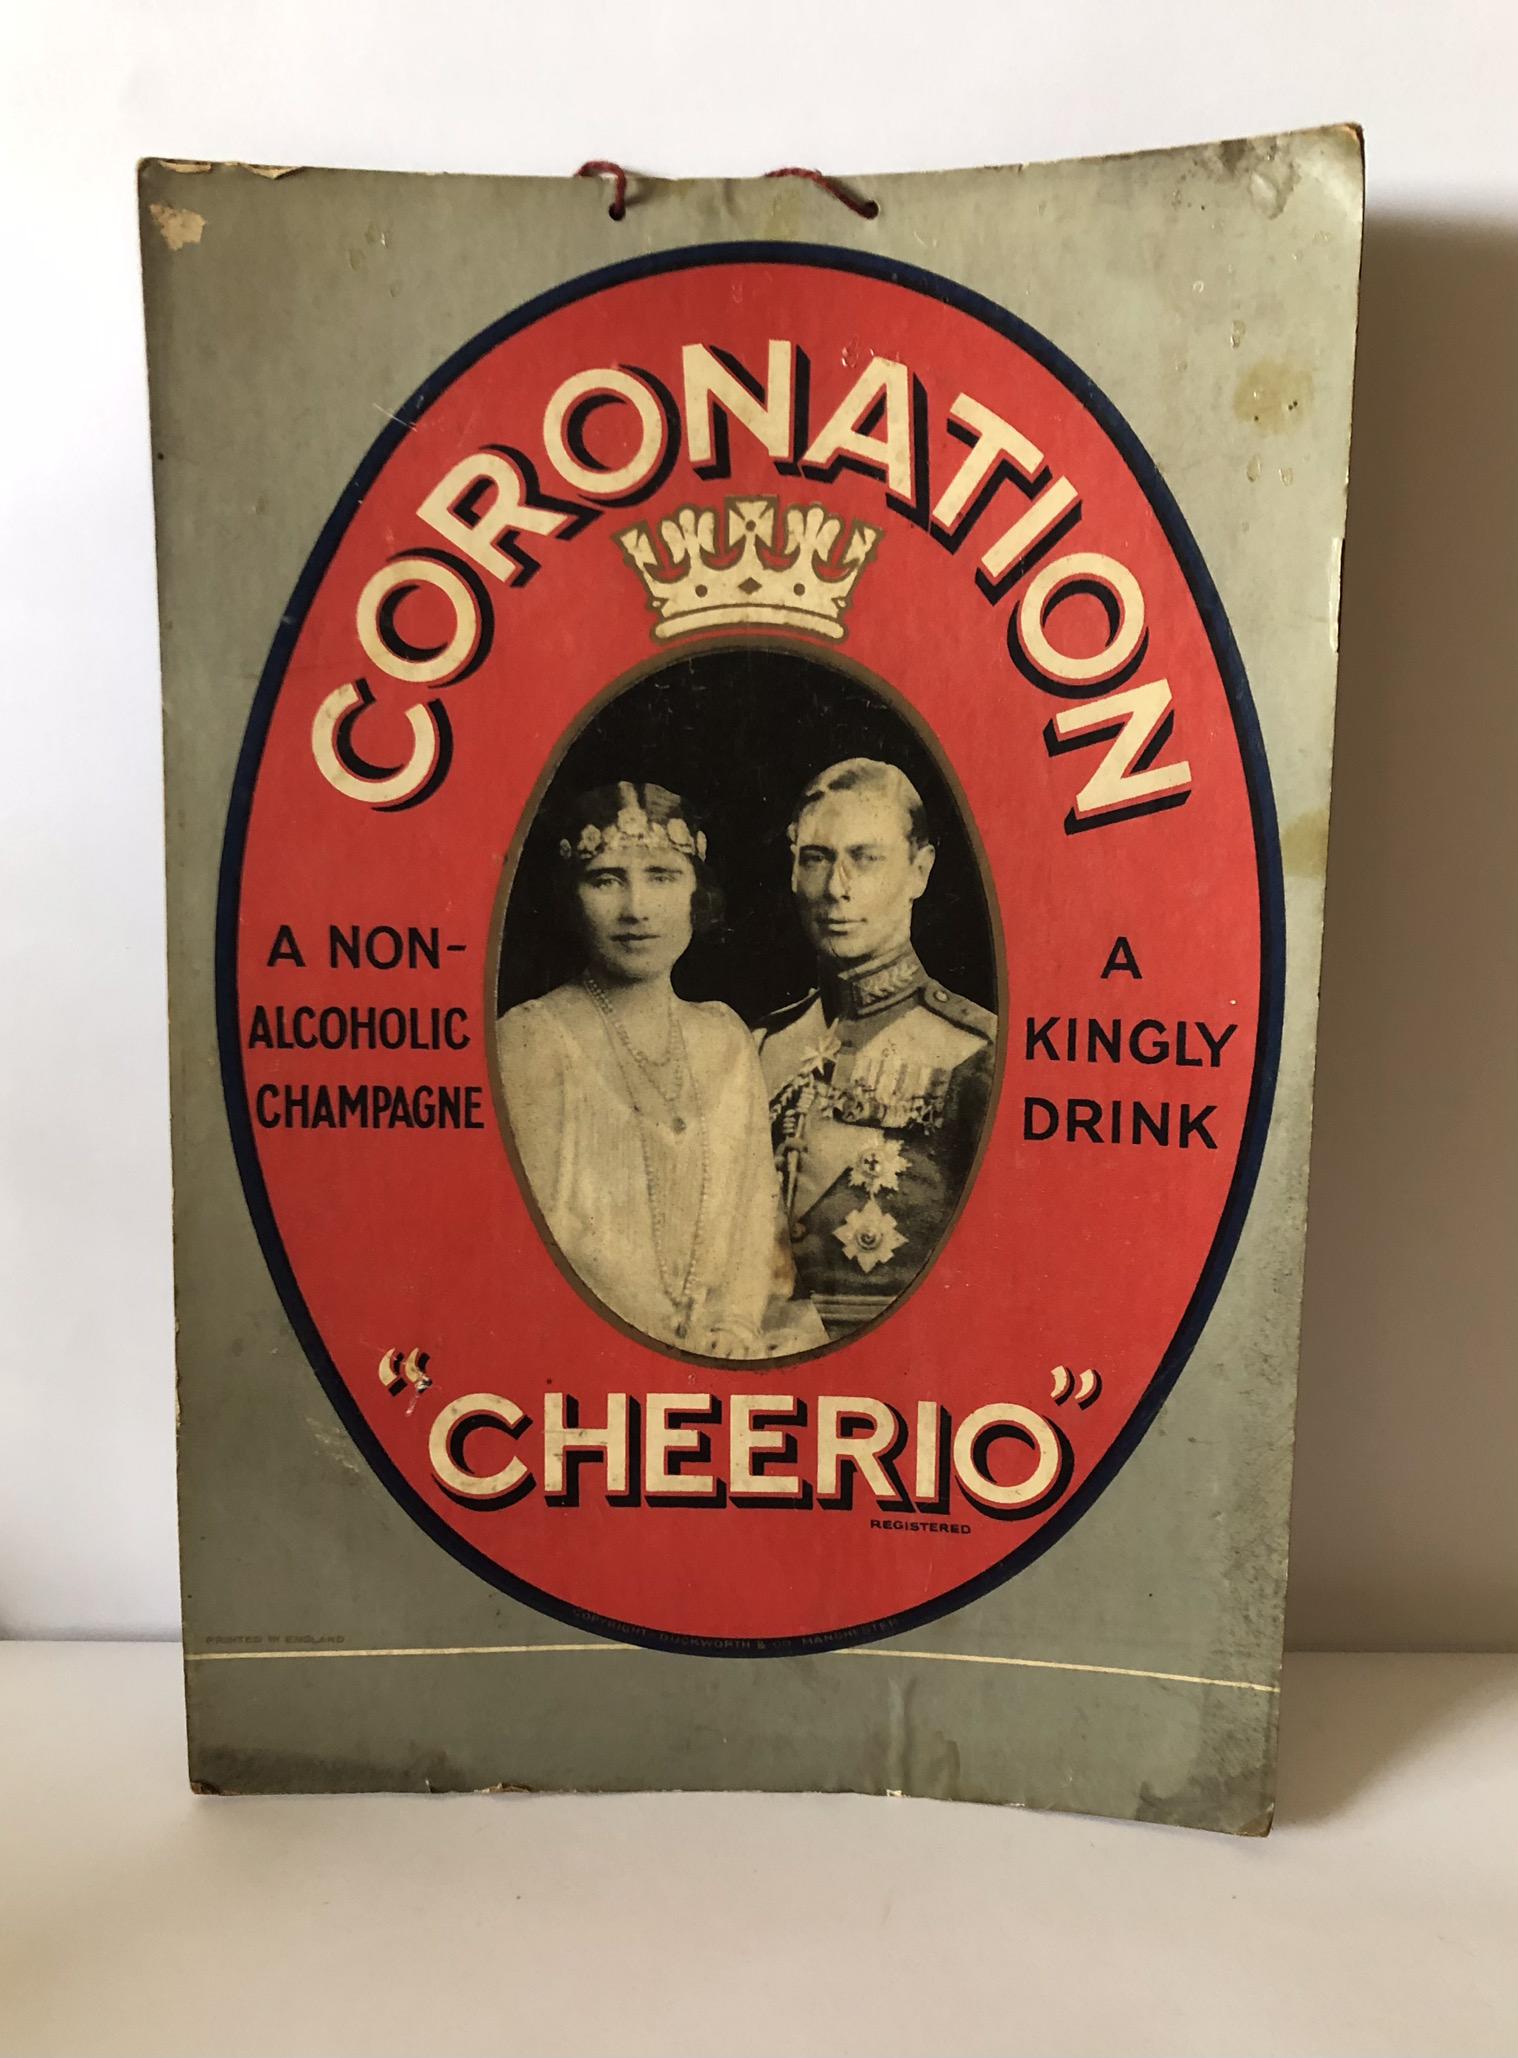 CORONATION
A NON-
ALCOHOLIC
CHAMPAGNE
A
KINGLY
DRINK
"CHEERIO"
REGISTERED
PRINTED IN ENGLAND
COPYRIGHT - DUCKWORTH & CO. MANCHESTER